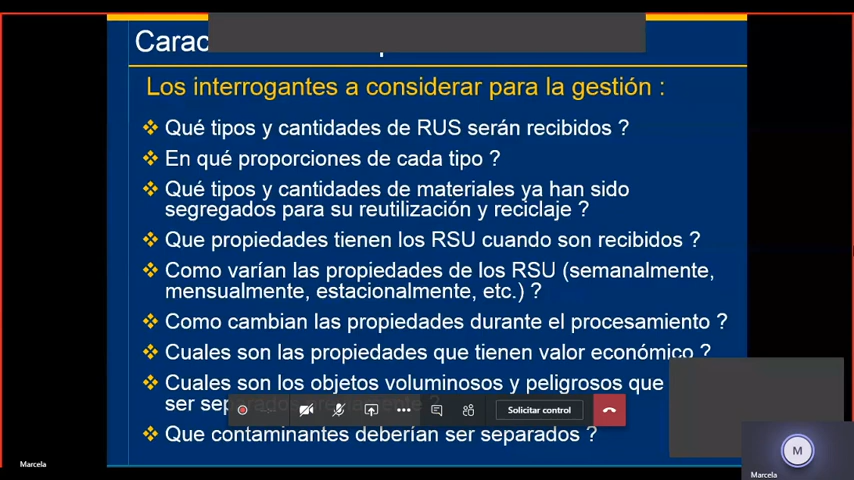 Los interrogantes a considerar para la gestión :
Qué tipos y cantidades de RUS serán recibidos ?
En qué proporciones de cada tipo ?
Qué tipos y cantidades de materiales ya han sido
segregados para su reutilización y reciclaje ?
Que propiedades tienen los RSU cuando son recibidos ?
Como varían las propiedades de los RSU (semanalmente,
mensualmente, estacionalmente, etc.) ?
Como cambian las propiedades durante el procesamiento ?
Cuales son las propiedades que tienen valor económico ?
Cuales son los objetos voluminosos y peligrosos que
ser
Solicitar control
Que contaminantes deberían ser separados ?
M
Marcela
Marcela